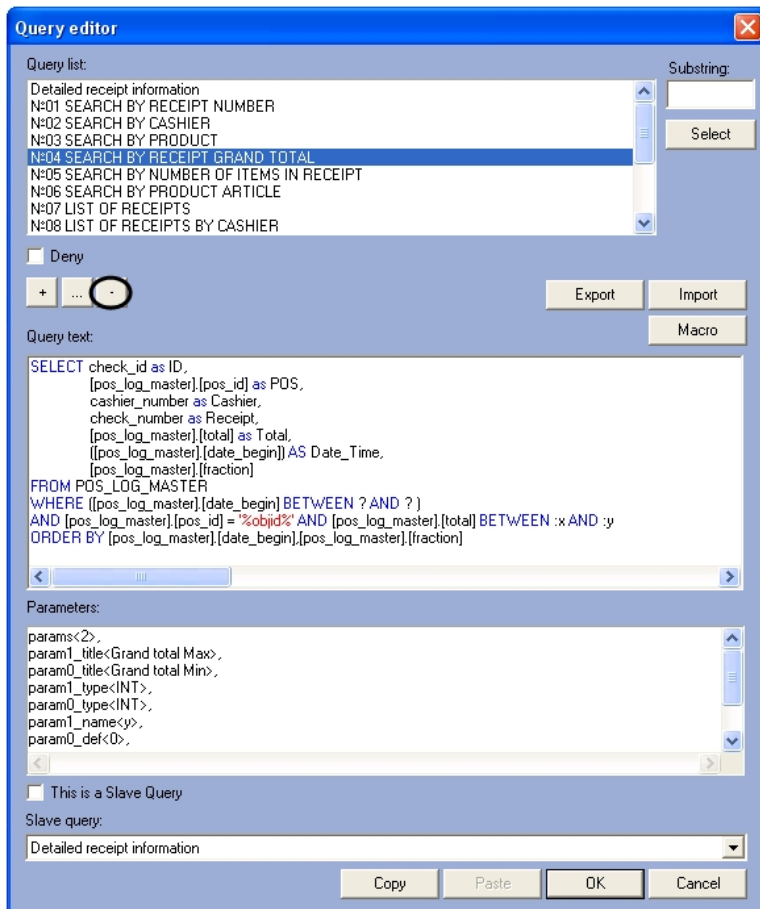 Query editor
Query list:
Substring:
Detailed receipt information
№01 SEARCH BY RECEIPT NUMBER
№02 SEARCH BY CASHIER
№03 SEARCH BY PRODUCT
№04 SEARCH BY RECEIPT GRAND TOTAL
№05 SEARCH BY NUMBER OF ITEMS IN RECEIPT
№06 SEARCH BY PRODUCT ARTICLE
№07 LIST OF RECEIPTS
№08 LIST OF RECEIPTS BY CASHIER
Select
Deny
+ ... -
Export Import
Macro
Query text:
SELECT check_id as ID,
[pos_log_master].[pos_id] as POS,
cashier_number as Cashier,
check_number as Receipt,
[pos_log_master].[total] as Total,
([pos_log_master].[date_begin]) AS Date_Time,
[pos_log_master].[fraction]
FROM POS_LOG_MASTER
WHERE ([pos_log_master].[date_begin] BETWEEN ? AND ? )
AND [pos_log_master].[pos_id] = '%objid%' AND [pos_log_master].[total] BETWEEN :x AND :y
ORDER BY [pos_log_master].[date_begin],[pos_log_master].[fraction]
Parameters:
params<2>,
param1_title<Grand total Max>,
param0_title<Grand total Min>,
param1_type<INT>,
param0_type<INT>,
param1_name<y>,
param0_def<0>,
This is a Slave Query
Slave query:
Detailed receipt information
Copy Paste OK Cancel